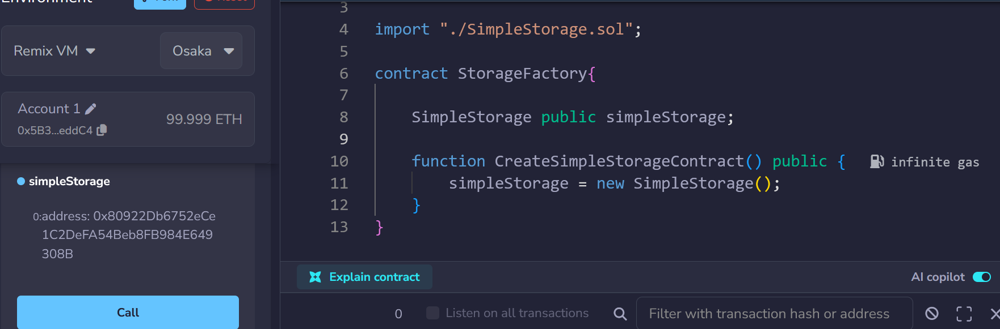 Environment
Reset
Remix VM
Osaka
Account 1
0x5B3...eddC4
99.999 ETH
simpleStorage
0:address: 0x80922Db6752eCe
1C2DeFA54Beb8FB984E649
308B
Call
3
4 import "./SimpleStorage.sol";
5
6 contract StorageFactory{
7
8 SimpleStorage public simpleStorage;
9
10 function CreateSimpleStorageContract() public { infinite gas
11 simpleStorage = new SimpleStorage();
12 }
13 }
Explain contract
AI copilot
0
Listen on all transactions
Filter with transaction hash or address